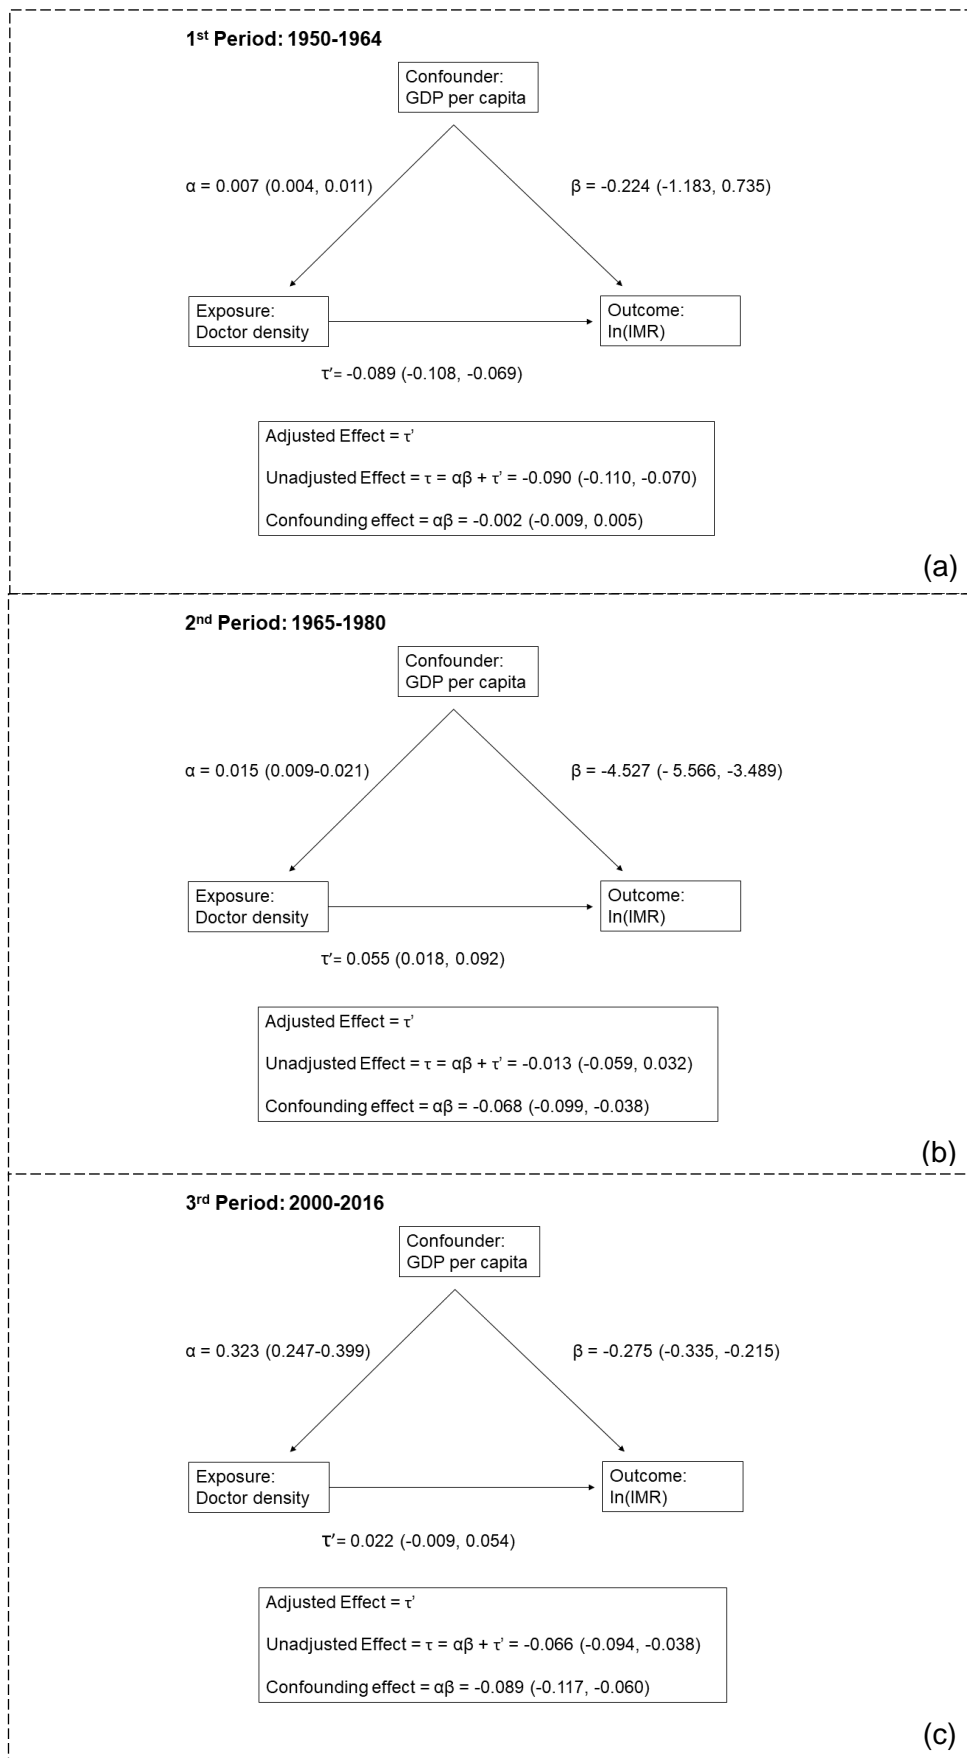 1st Period: 1950-1964
Confounder:
GDP per capita
α = 0.007 (0.004, 0.011)
β = -0.224 (-1.183, 0.735)
Exposure:
Doctor density
Outcome:
ln(IMR)
τ'= -0.089 (-0.108, -0.069)
Adjusted Effect = τ'
Unadjusted Effect = τ = αβ + τ' = -0.090 (-0.110, -0.070)
Confounding effect = αβ = -0.002 (-0.009, 0.005)
(a)
2nd Period: 1965-1980
Confounder:
GDP per capita
α = 0.015 (0.009-0.021)
β = -4.527 (- 5.566, -3.489)
Exposure:
Doctor density
Outcome:
ln(IMR)
τ'= 0.055 (0.018, 0.092)
Adjusted Effect = τ'
Unadjusted Effect = τ = αβ + τ' = -0.013 (-0.059, 0.032)
Confounding effect = αβ = -0.068 (-0.099, -0.038)
(b)
3rd Period: 2000-2016
Confounder:
GDP per capita
α = 0.323 (0.247-0.399)
β = -0.275 (-0.335, -0.215)
Exposure:
Doctor density
Outcome:
ln(IMR)
τ'= 0.022 (-0.009, 0.054)
Adjusted Effect = τ'
Unadjusted Effect = τ = αβ + τ' = -0.066 (-0.094, -0.038)
Confounding effect = αβ = -0.089 (-0.117, -0.060)
(c)